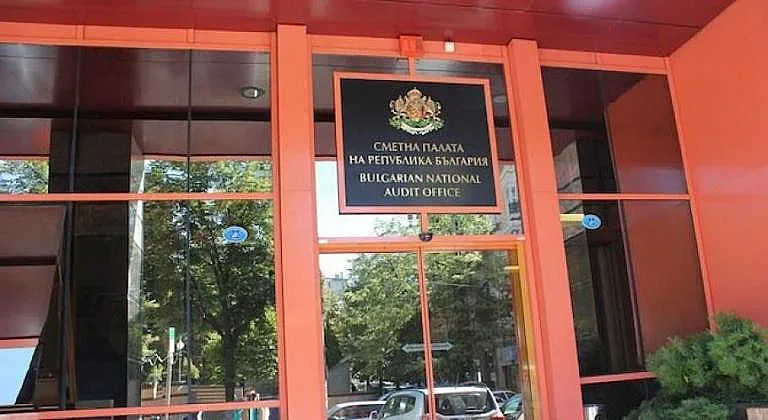 СМЕТНА ПАЛАТА
НА РЕПУБЛИКА БЪЛГАРИЯ
BULGARIAN NATIONAL
AUDIT OFFICE